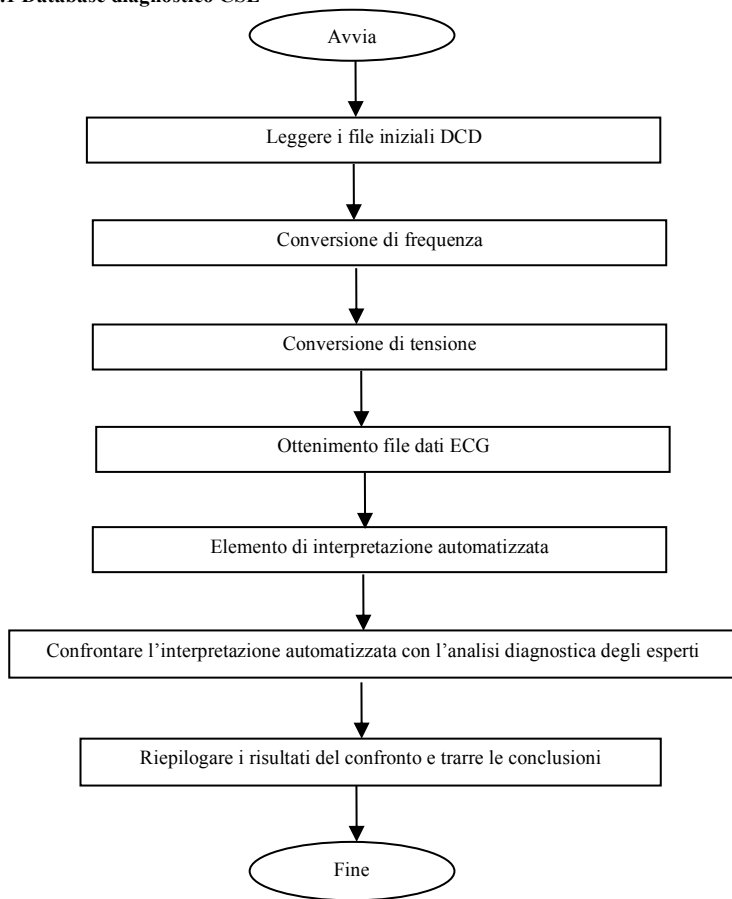 .1 Database diagnostico CSE
Avvia
Leggere i file iniziali DCD
Conversione di frequenza
Conversione di tensione
Ottenimento file dati ECG
Elemento di interpretazione automatizzata
Confrontare l’interpretazione automatizzata con l’analisi diagnostica degli esperti
Riepilogare i risultati del confronto e trarre le conclusioni
Fine